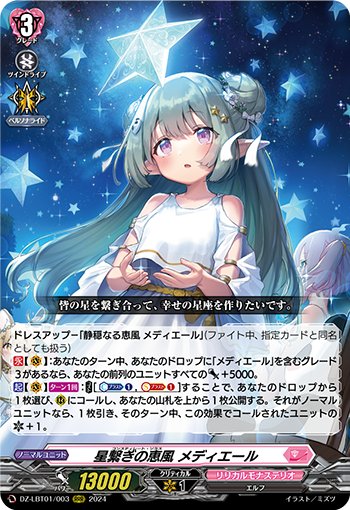 3
グレード
ツインドライブ
ペルソナライド
皆の星を繋ぎ合って、幸せの星座を作りたいです。
ドレスアップ－「静穏なる恵風 メディエール」(ファイト中、指定カードと同名
としても扱う)
【】:あなたのターン中、あなたのドロップに「メディエール」を含むグレード
3があるなら、あなたの前列のユニットすべての+5000。
【】【ターン1回】:【1 ブラスト, 1 ブラスト, 1】することで、あなたのドロップから
1枚選び、にコールし、あなたの山札を上から1枚公開する。それがノーマル
ユニットなら、1枚引き、そのターン中、この効果でコールされたユニットの
+1。
ノーマルユニット
星繋ぎの恵風 メディエール
リリカルモナステリオ
パワー
13000
クリティカル
1
エルフ
DZ-LBT01/003 RRR 2024
イラスト/ミズツ